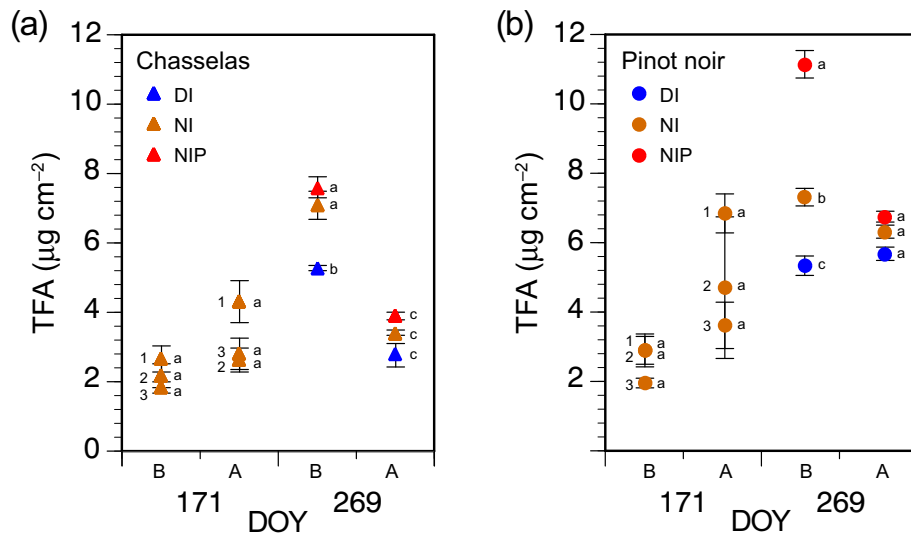 (a)
12
10
8
6
4
2
0
TFA (μg cm⁻²)
Chasselas
DI
NI
NIP
1 a
2 a
3 a
1 a
3 a
2 a
a
a
b
c
c
c
B A B A
171 269
DOY
(b)
12
10
8
6
4
2
0
TFA (μg cm⁻²)
Pinot noir
DI
NI
NIP
1 a
2 a
3 a
1 a
2 a
3 a
a
b
c
a
a
a
B A B A
171 269
DOY